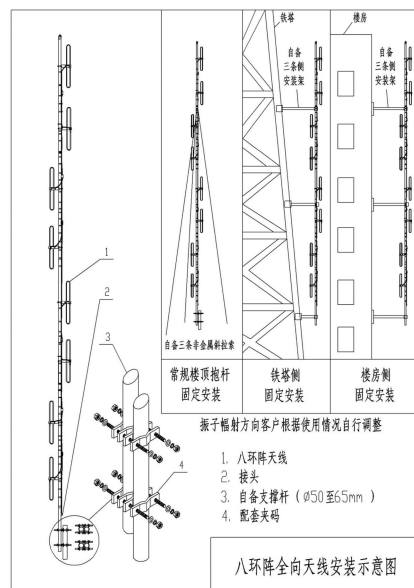 铁塔
楼房
自备
三条侧
安装架
自备
三条侧
安装架
自备三条非金属斜拉索
常规楼顶抱杆
固定安装
铁塔侧
固定安装
楼房侧
固定安装
振子幅射方向客户根据使用情况自行调整
1
2
3
4
1. 八环阵天线
2. 接头
3. 自备支撑杆（Ø50至65mm）
4. 配套夹码
八环阵全向天线安装示意图